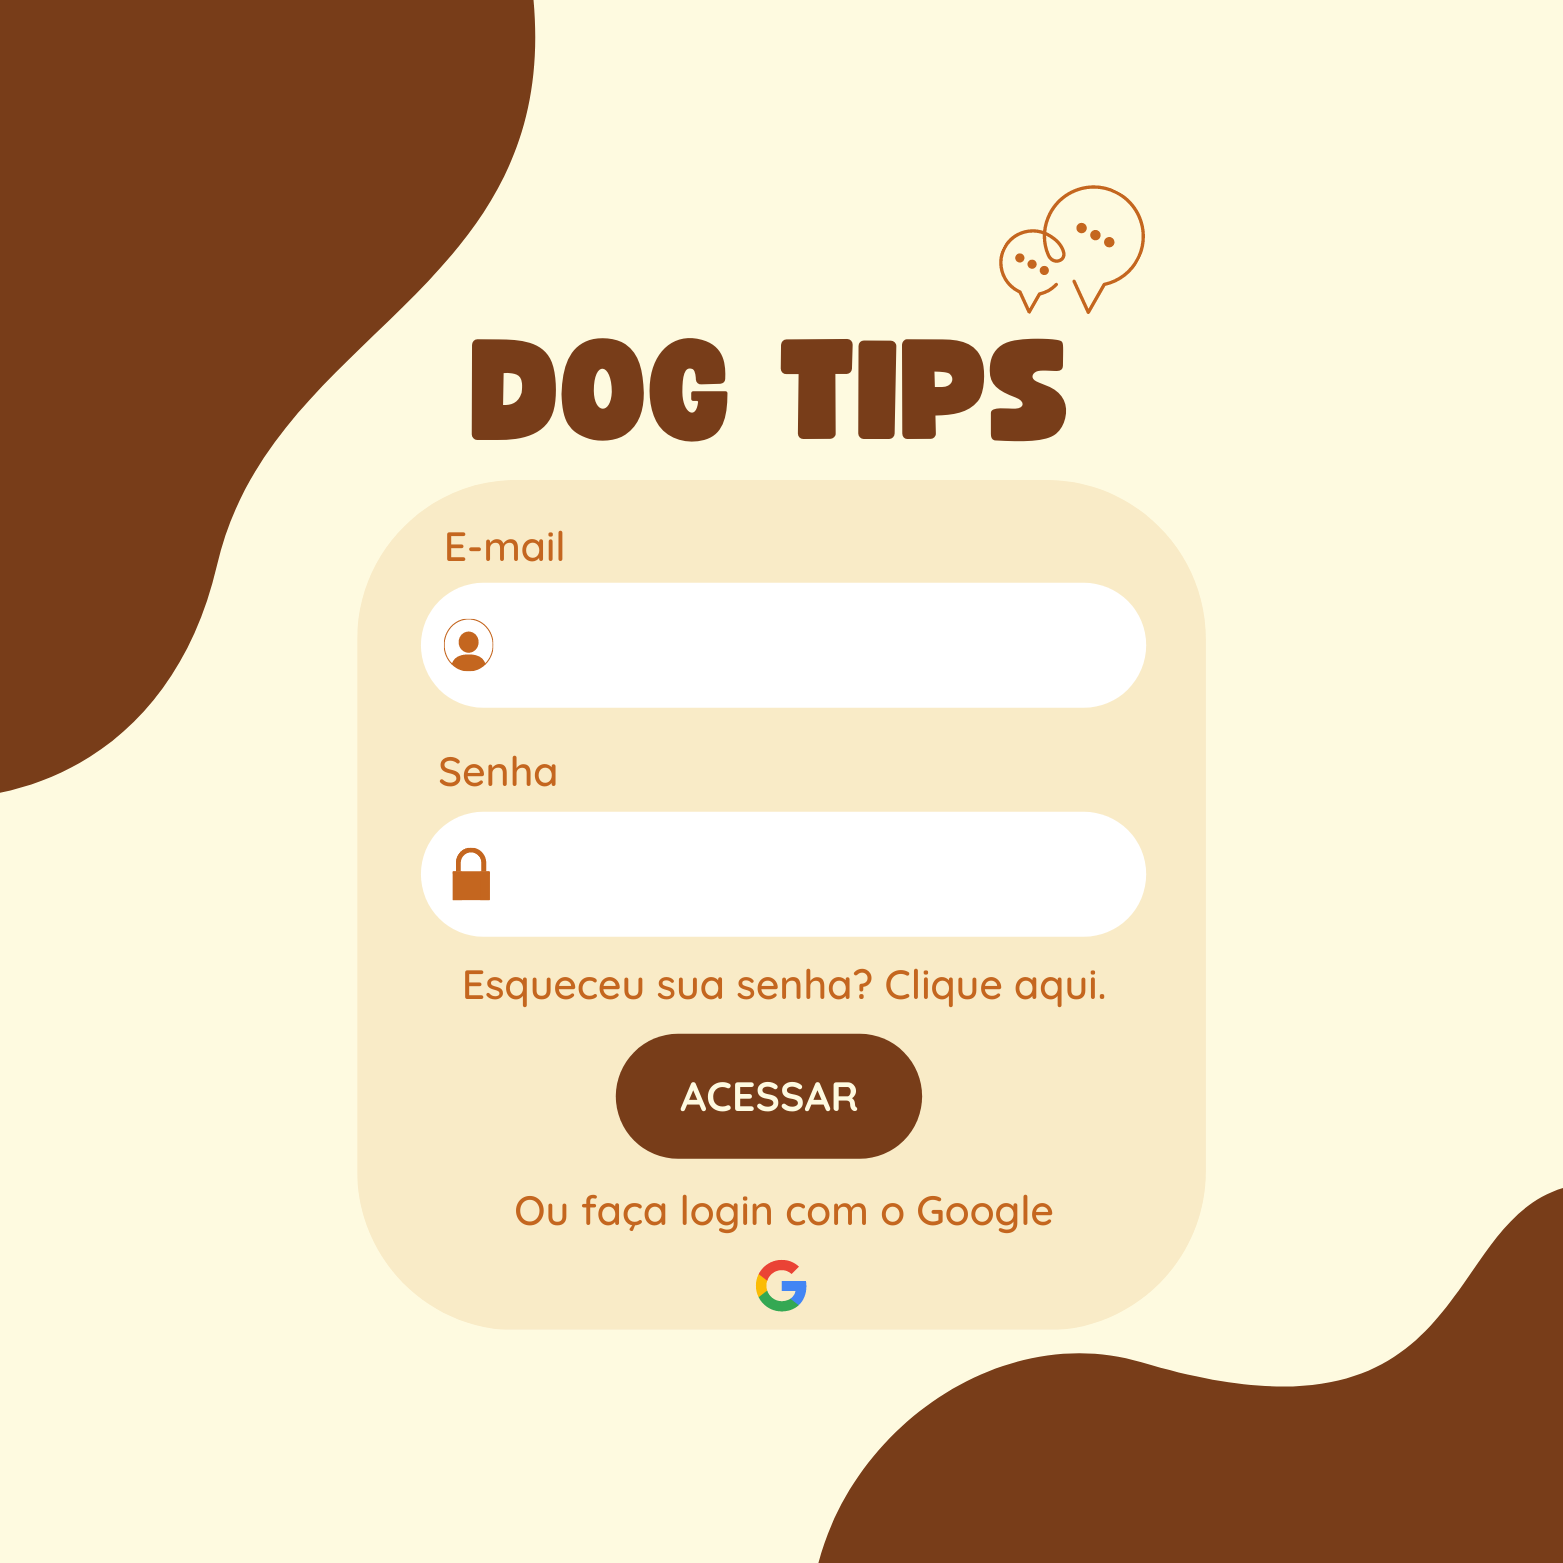 DOG TIPS
E-mail
Senha
Esqueceu sua senha? Clique aqui.
ACESSAR
Ou faça login com o Google
G